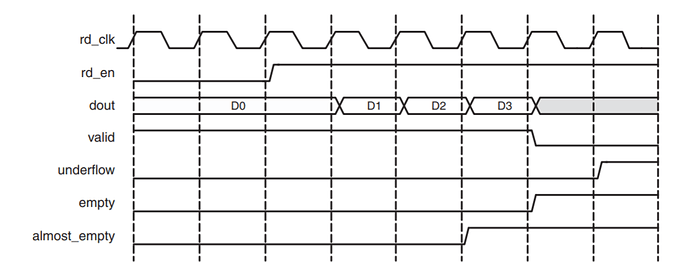 rd_clk
rd_en
dout D0 D1 D2 D3
valid
underflow
empty
almost_empty